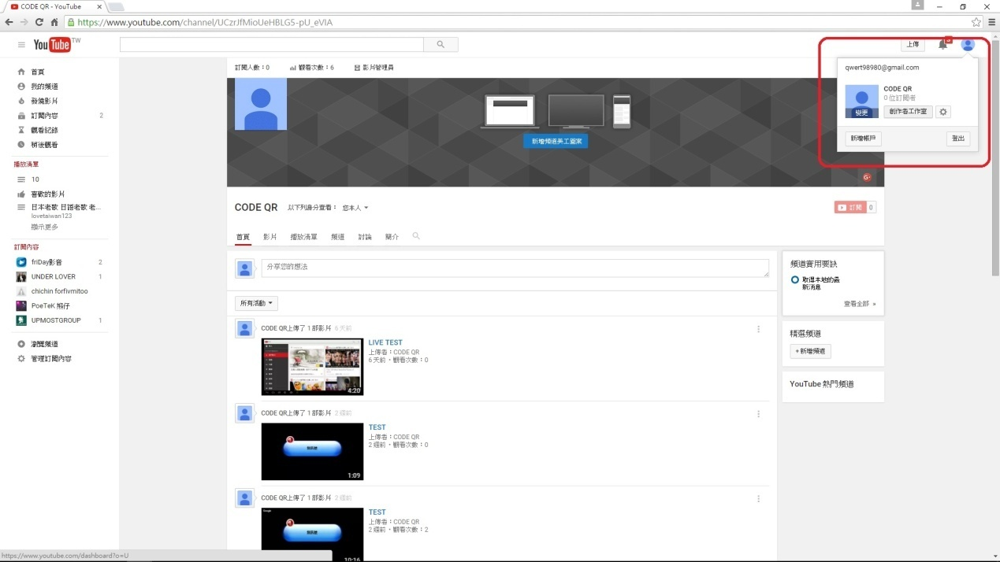 CODE QR - YouTube
https://www.youtube.com/channel/UCzrJfMioUeHBLG5-pU_eVIA
YouTube TW
上傳
qwert98980@gmail.com
CODE QR
0 位訂閱者
變更
創作者工作室
新增帳戶
登出
首頁
我的頻道
發燒影片
訂閱內容 2
觀看記錄
稍後觀看
播放清單
10
喜歡的影片
日本老歌 日語老歌 老...
lovetaiwan123
顯示更多
訂閱內容
friDay影音 2
UNDER LOVER 1
chichin forfivmitoo
PoeTeK 熊仔
UPMOSTGROUP 1
瀏覽頻道
管理訂閱內容
訂閱人數：0
觀看次數：6
影片管理員
新增頻道美工圖案
CODE QR
以下列身分查看：
您本人
訂閱 0
首頁
影片
播放清單
頻道
討論
簡介
分享您的想法
所有活動
CODE QR上傳了 1 部影片 6 天前
LIVE TEST
上傳者：CODE QR
6 天前・觀看次數：0
4:20
CODE QR上傳了 1 部影片 2 週前
TEST
上傳者：CODE QR
2 週前・觀看次數：0
1:09
CODE QR上傳了 1 部影片 2 週前
TEST
上傳者：CODE QR
2 週前・觀看次數：2
Google
10:16
頻道實用要訣
取得本地的最
新消息
查看全部 »
精選頻道
+新增頻道
YouTube 熱門頻道
https://www.youtube.com/dashboard?o=U